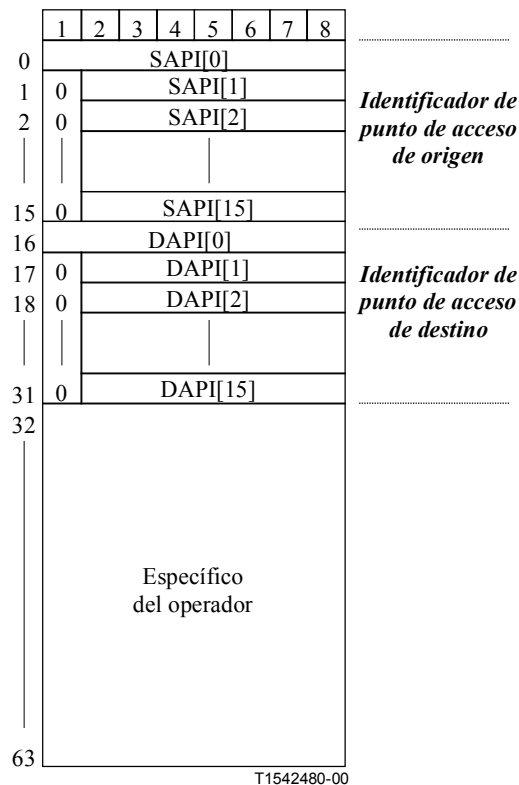 1 2 3 4 5 6 7 8
0 SAPI[0]
1 0 SAPI[1]
2 0 SAPI[2]
Identificador de
punto de acceso
de origen
15 0 SAPI[15]
16 DAPI[0]
17 0 DAPI[1]
18 0 DAPI[2]
Identificador de
punto de acceso
de destino
31 0 DAPI[15]
32
Específico
del operador
63
T1542480-00